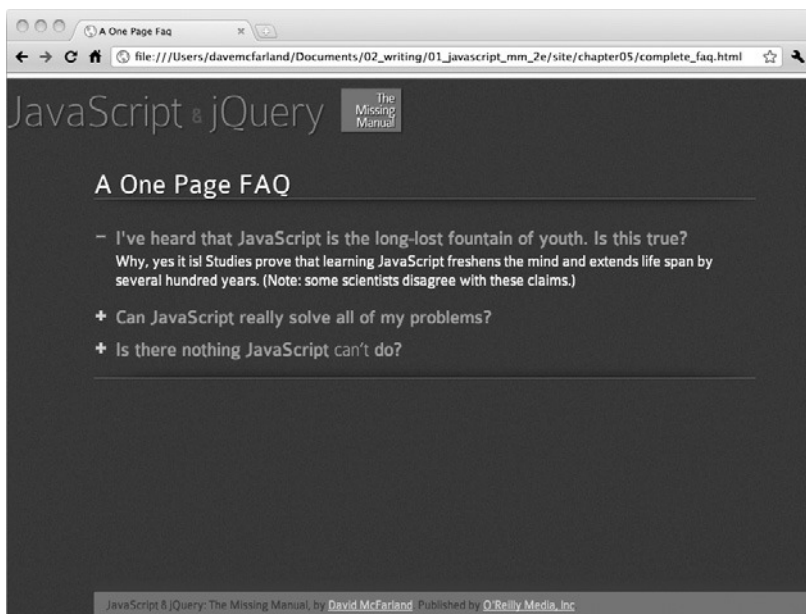 A One Page Faq
file:///Users/davemcfarland/Documents/02_writing/01_javascript_mm_2e/site/chapter05/complete_faq.html
JavaScript & jQuery
The
Missing
Manual
A One Page FAQ
− I've heard that JavaScript is the long-lost fountain of youth. Is this true?
Why, yes it is! Studies prove that learning JavaScript freshens the mind and extends life span by
several hundred years. (Note: some scientists disagree with these claims.)
+ Can JavaScript really solve all of my problems?
+ Is there nothing JavaScript can't do?
JavaScript & jQuery: The Missing Manual, by David McFarland. Published by O'Reilly Media, Inc